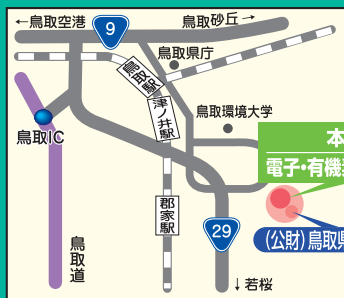 ←鳥取空港
9
鳥取砂丘→
鳥取県庁
鳥取駅
津ノ井駅
鳥取環境大学
鳥取IC
本
電子・有機
郡家駅
29
(公財)鳥取県
鳥取道
↓若桜